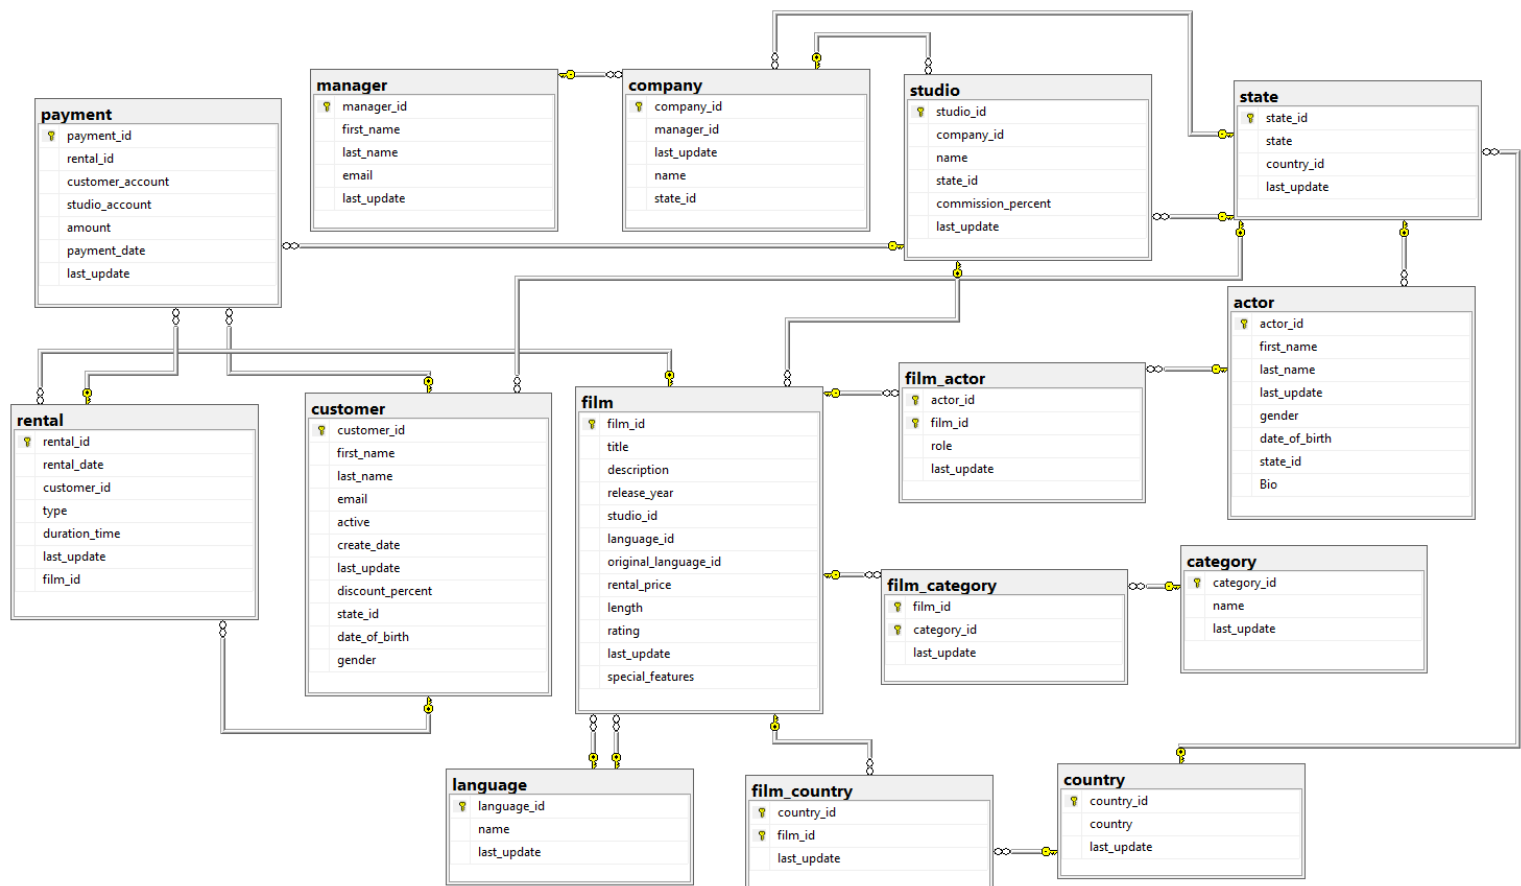 payment
payment_id
rental_id
customer_account
studio_account
amount
payment_date
last_update
manager
manager_id
first_name
last_name
email
last_update
company
company_id
manager_id
last_update
name
state_id
studio
studio_id
company_id
name
state_id
commission_percent
last_update
state
state_id
state
country_id
last_update
rental
rental_id
rental_date
customer_id
type
duration_time
last_update
film_id
customer
customer_id
first_name
last_name
email
active
create_date
last_update
discount_percent
state_id
date_of_birth
gender
film
film_id
title
description
release_year
studio_id
language_id
original_language_id
rental_price
length
rating
last_update
special_features
film_actor
actor_id
film_id
role
last_update
actor
actor_id
first_name
last_name
last_update
gender
date_of_birth
state_id
Bio
film_category
film_id
category_id
last_update
category
category_id
name
last_update
language
language_id
name
last_update
film_country
country_id
film_id
last_update
country
country_id
country
last_update